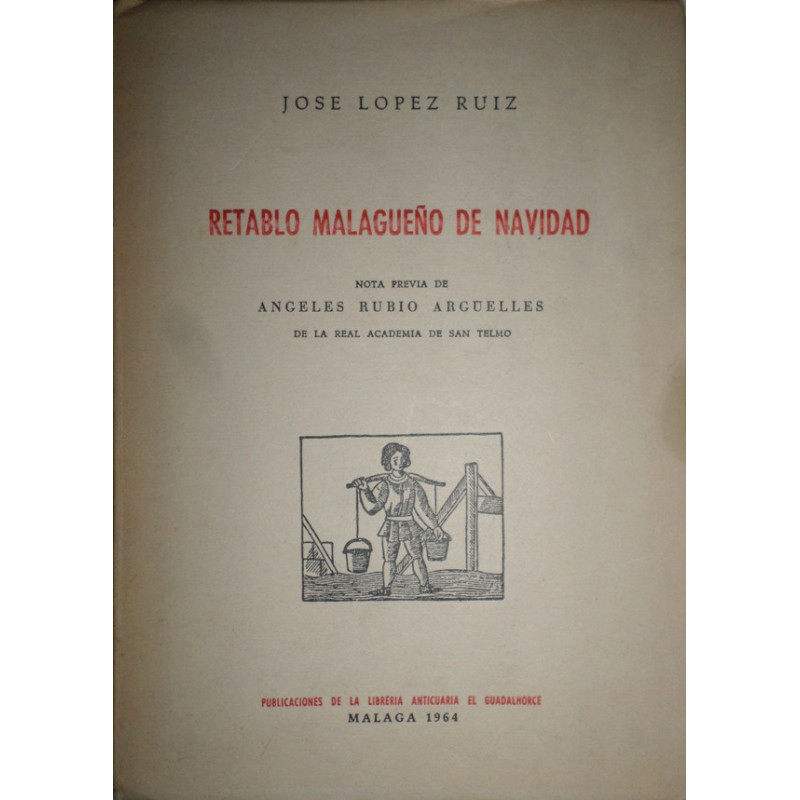 JOSE LOPEZ RUIZ
RETABLO MALAGUEÑO DE NAVIDAD
NOTA PREVIA DE
ANGELES RUBIO ARGÜELLES
DE LA REAL ACADEMIA DE SAN TELMO
PUBLICACIONES DE LA LIBRERIA ANTICUARIA EL GUADALHORCE
MALAGA 1964